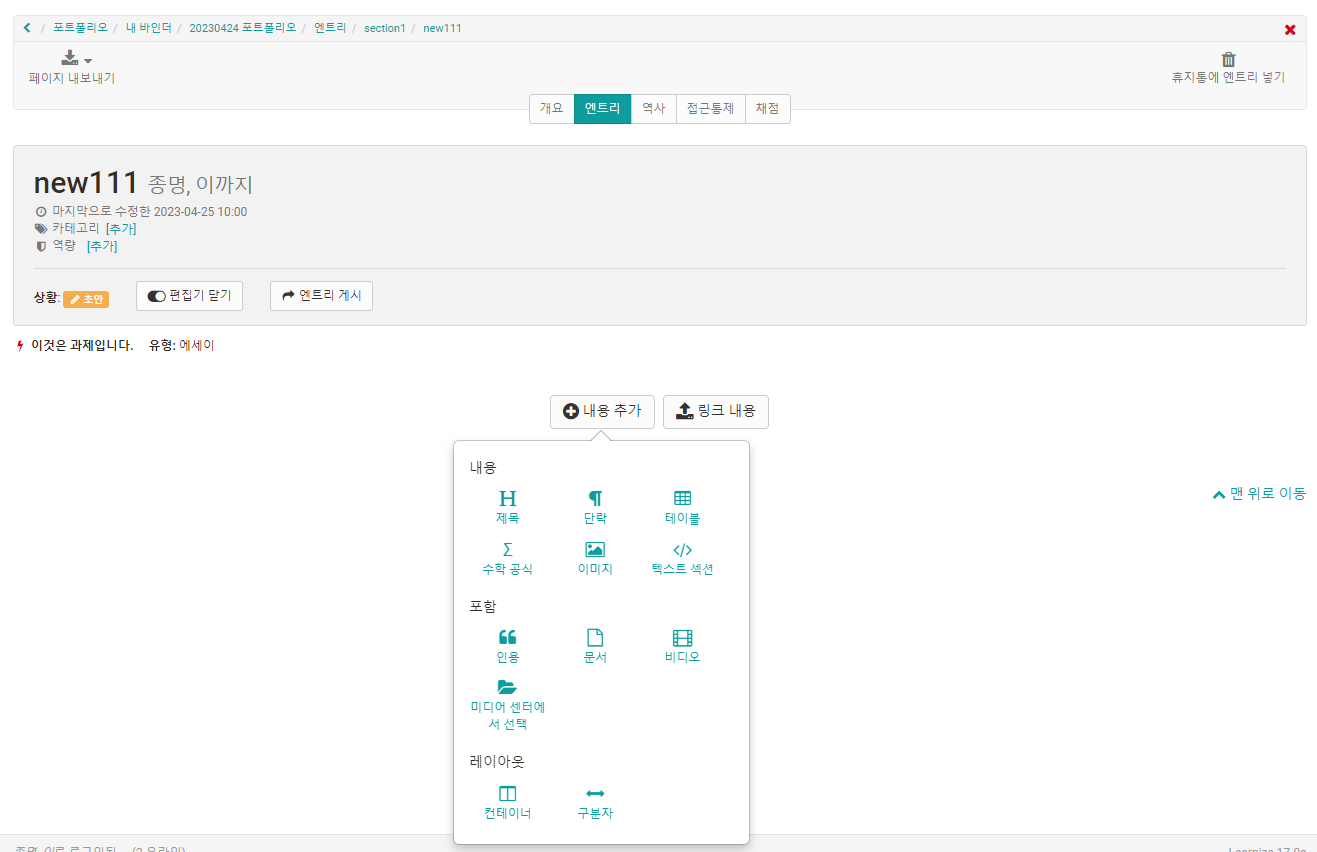 포트폴리오 / 내 바인더 / 20230424 포트폴리오 / 엔트리 / section1 / new111
페이지 내보내기
휴지통에 엔트리 넣기
개요 엔트리 역사 접근통제 채점
new111 종명, 이까지
마지막으로 수정한 2023-04-25 10:00
카테고리 [추가]
역량 [추가]
상황: 초안 편집기 닫기 엔트리 게시
이것은 과제입니다. 유형: 에세이
내용 추가 링크 내용
맨 위로 이동
내용
제목 단락 테이블
수학 공식 이미지 텍스트 섹션
포함
인용 문서 비디오
미디어 센터에
서 선택
레이아웃
컨테이너 구분자